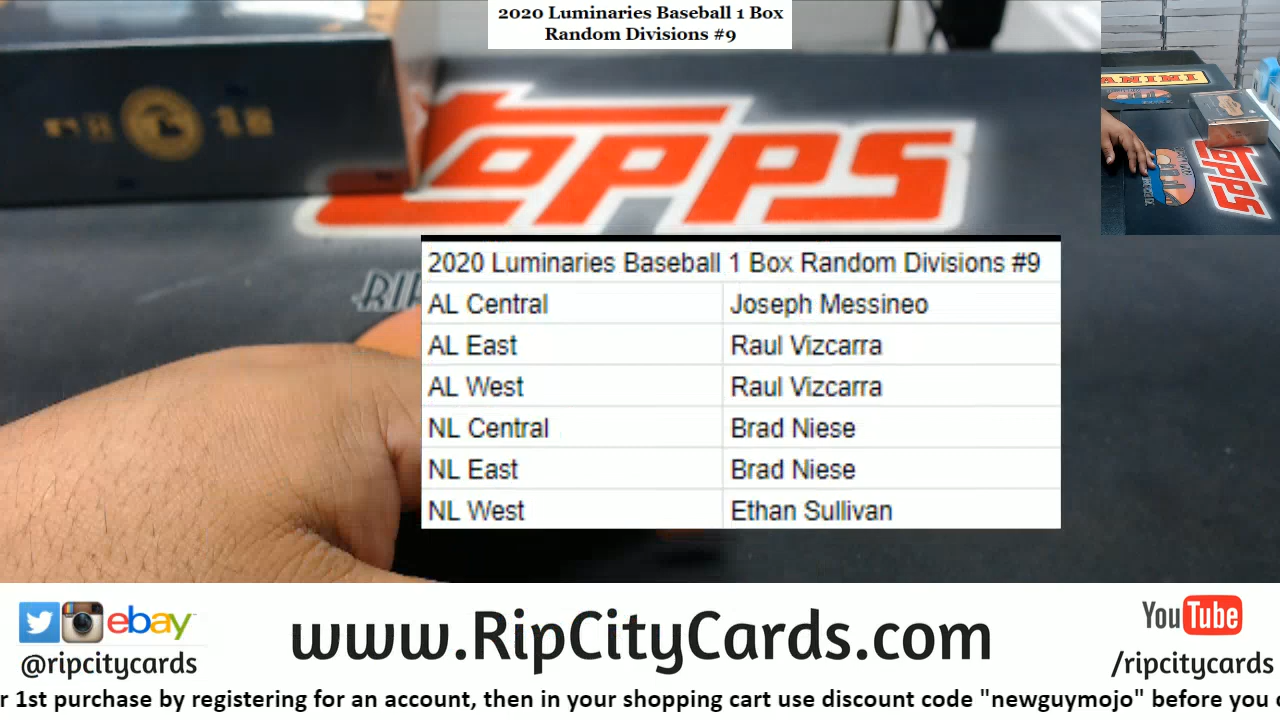 2020 Luminaries Baseball 1 Box
Random Divisions #9
PANINI
TOPPS
Topps
RIP
2020 Luminaries Baseball 1 Box Random Divisions #9
AL Central Joseph Messineo
AL East Raul Vizcarra
AL West Raul Vizcarra
NL Central Brad Niese
NL East Brad Niese
NL West Ethan Sullivan
ebay
www.RipCityCards.com
YouTube
@ripcitycards
/ripcitycards
r 1st purchase by registering for an account, then in your shopping cart use discount code "newguymojo" before you c